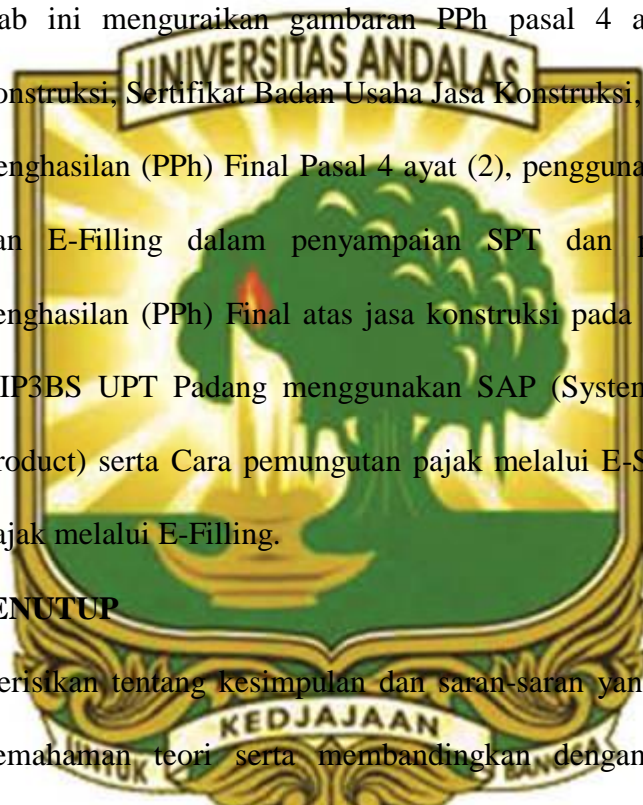 ab ini menguraikan gambaran PPh pasal 4 a
UNIVERSITAS ANDALAS
onstruksi, Sertifikat Badan Usaha Jasa Konstruksi,
enghasilan (PPh) Final Pasal 4 ayat (2), pengguna
an E-Filling dalam penyampaian SPT dan p
enghasilan (PPh) Final atas jasa konstruksi pada
IP3BS UPT Padang menggunakan SAP (System
roduct) serta Cara pemungutan pajak melalui E-S
ajak melalui E-Filling.
ENUTUP
erisikan tentang kesimpulan dan saran-saran yan
KEDJAJAAN
emahaman teori serta membandingkan dengan
UNTUK BANGSA